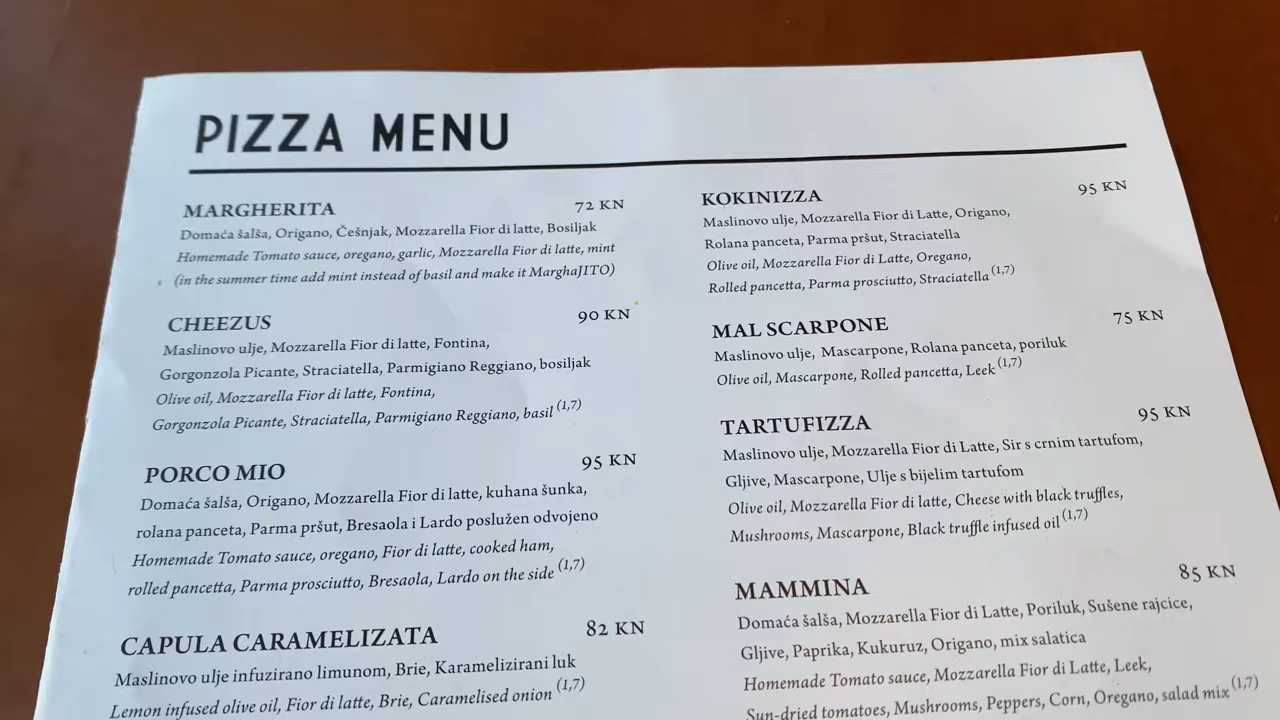 PIZZA MENU
MARGHERITA 72 KN
Domaća šalša, Origano, Češnjak, Mozzarella Fior di latte, Bosiljak
Homemade Tomato sauce, oregano, garlic, Mozzarella Fior di latte, mint
(in the summer time add mint instead of basil and make it MarghaJITO)
CHEEZUS 90 KN
Maslinovo ulje, Mozzarella Fior di latte, Fontina,
Gorgonzola Picante, Straciatella, Parmigiano Reggiano, bosiljak
Olive oil, Mozzarella Fior di latte, Fontina,
Gorgonzola Picante, Straciatella, Parmigiano Reggiano, basil (1,7)
PORCO MIO 95 KN
Domaća šalša, Origano, Mozzarella Fior di latte, kuhana šunka,
rolana panceta, Parma pršut, Bresaola i Lardo poslužen odvojeno
Homemade Tomato sauce, oregano, Fior di latte, cooked ham,
rolled pancetta, Parma prosciutto, Bresaola, Lardo on the side (1,7)
CAPULA CARAMELIZATA 82 KN
Maslinovo ulje infuzirano limunom, Brie, Karamelizirani luk
Lemon infused olive oil, Fior di latte, Brie, Caramelised onion (1,7)
KOKINIZZA 95 KN
Maslinovo ulje, Mozzarella Fior di Latte, Origano,
Rolana panceta, Parma pršut, Straciatella
Olive oil, Mozzarella Fior di Latte, Oregano,
Rolled pancetta, Parma prosciutto, Straciatella (1,7)
MAL SCARPONE 75 KN
Maslinovo ulje, Mascarpone, Rolana panceta, poriluk
Olive oil, Mascarpone, Rolled pancetta, Leek (1,7)
TARTUFIZZA 95 KN
Maslinovo ulje, Mozzarella Fior di Latte, Sir s crnim tartufom,
Gljive, Mascarpone, Ulje s bijelim tartufom
Olive oil, Mozzarella Fior di latte, Cheese with black truffles,
Mushrooms, Mascarpone, Black truffle infused oil (1,7)
MAMMINA 85 KN
Domaća šalša, Mozzarella Fior di Latte, Poriluk, Sušene rajcice,
Gljive, Paprika, Kukuruz, Origano, mix salatica
Homemade Tomato sauce, Mozzarella Fior di Latte, Leek,
Sun-dried tomatoes, Mushrooms, Peppers, Corn, Oregano, salad mix (1,7)